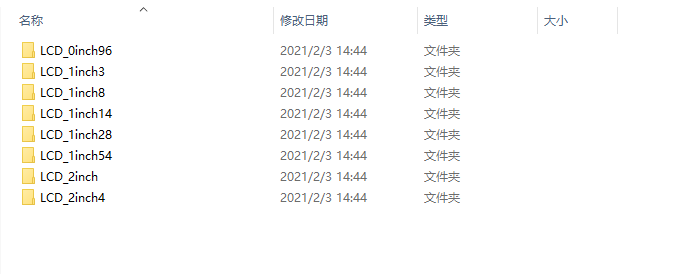 名称 修改日期 类型 大小
LCD_0inch96 2021/2/3 14:44 文件夹
LCD_1inch3 2021/2/3 14:44 文件夹
LCD_1inch8 2021/2/3 14:44 文件夹
LCD_1inch14 2021/2/3 14:44 文件夹
LCD_1inch28 2021/2/3 14:44 文件夹
LCD_1inch54 2021/2/3 14:44 文件夹
LCD_2inch 2021/2/3 14:44 文件夹
LCD_2inch4 2021/2/3 14:44 文件夹